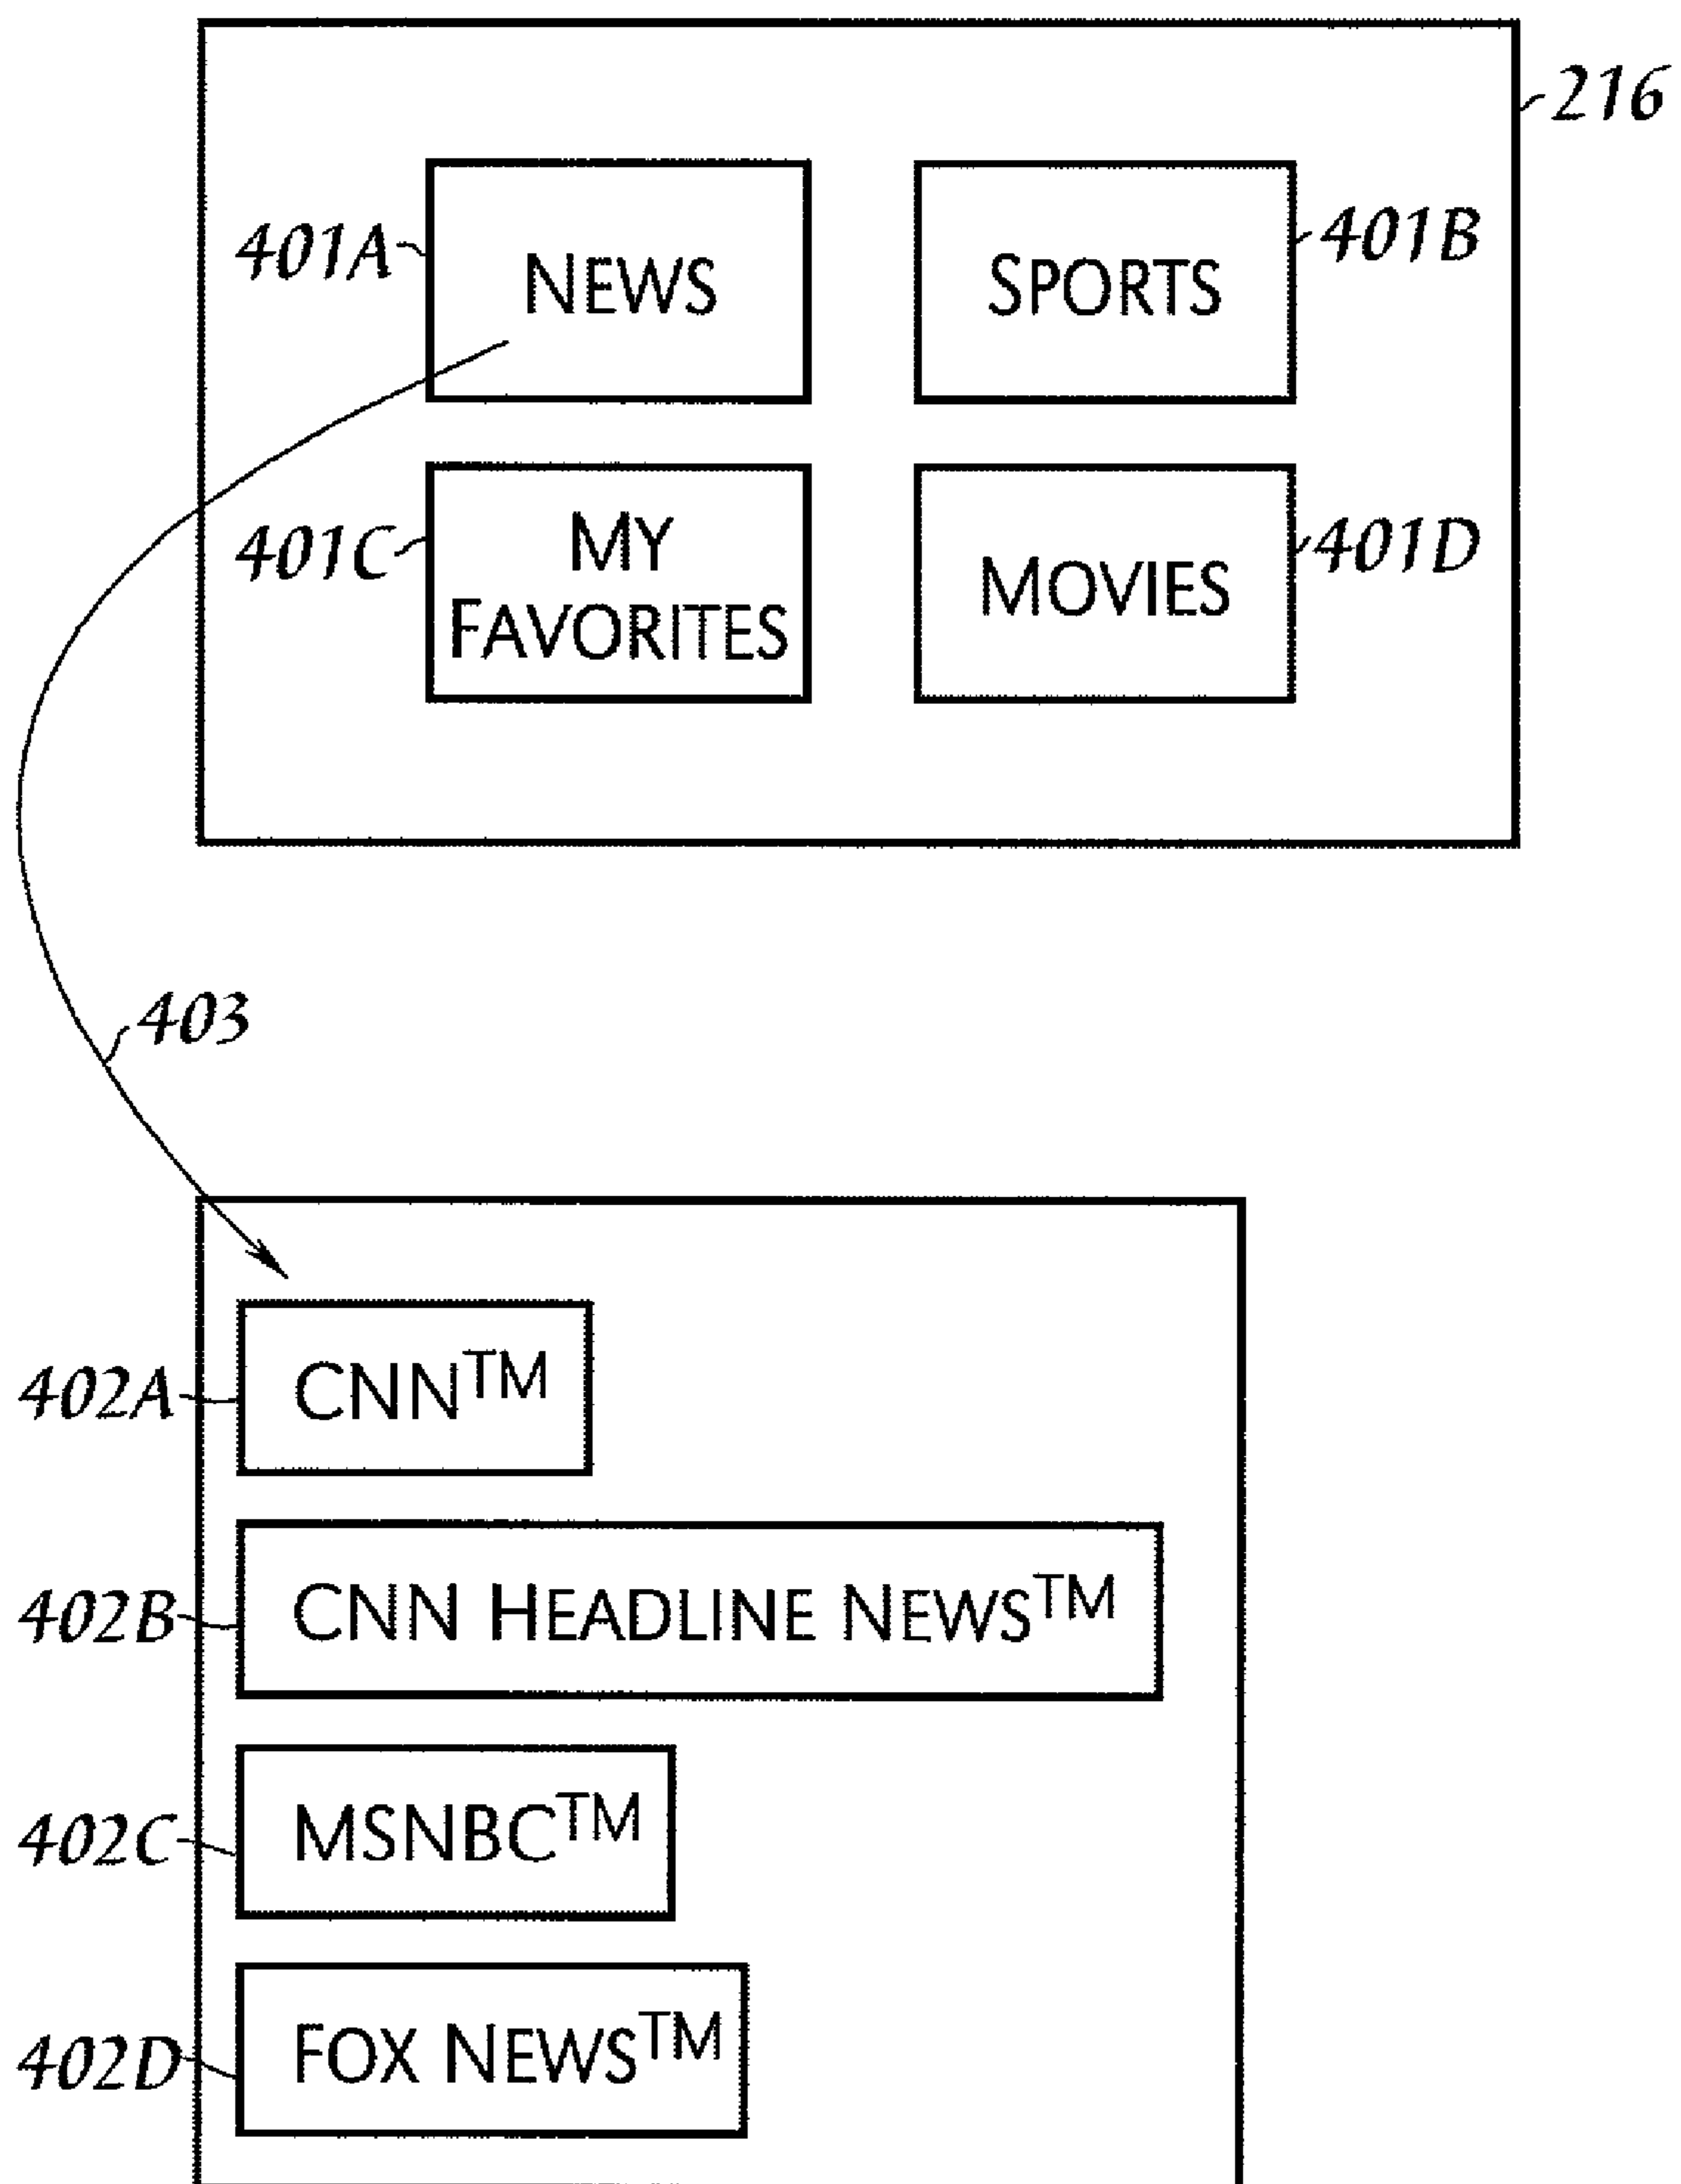 216
401A
NEWS
401B
SPORTS
401C
MY
FAVORITES
401D
MOVIES
403
402A
CNN™
402B
CNN HEADLINE NEWS™
402C
MSNBC™
402D
FOX NEWS™